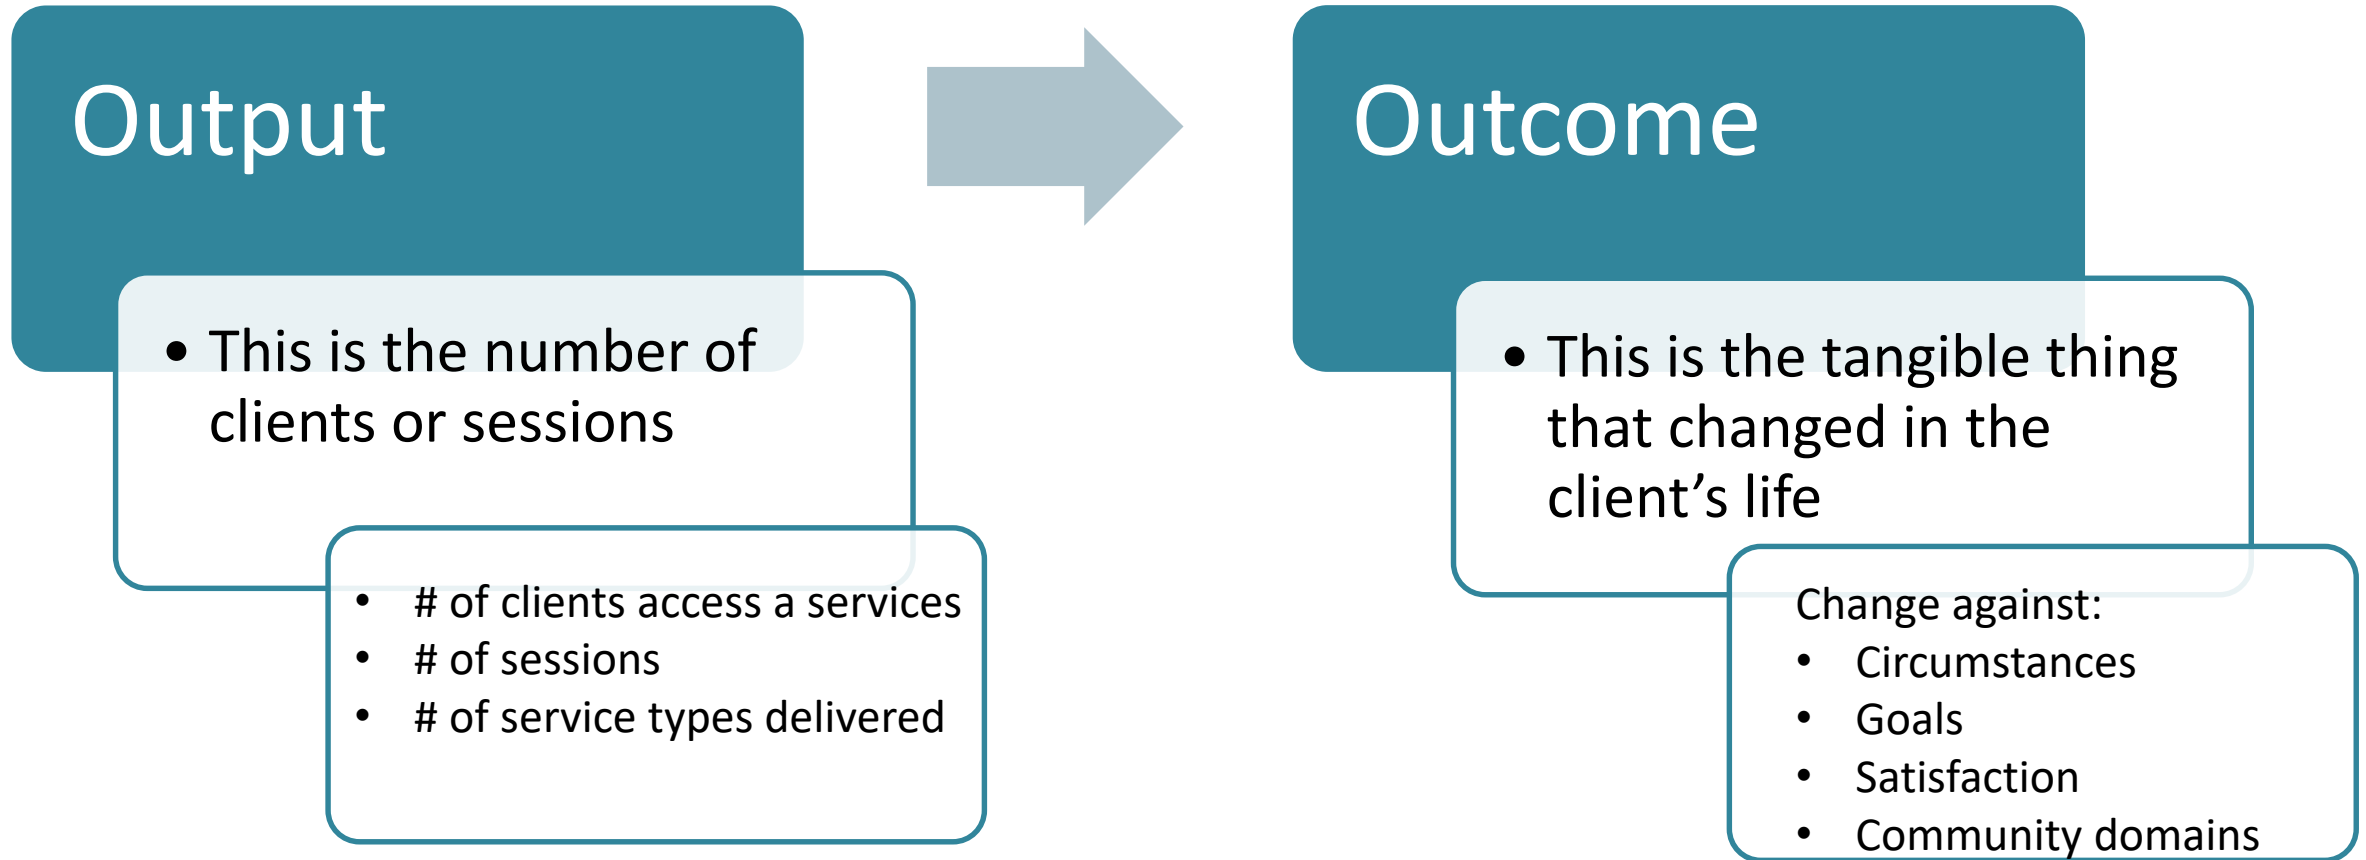 Output
• This is the number of
clients or sessions
• # of clients access a services
• # of sessions
• # of service types delivered
Outcome
• This is the tangible thing
that changed in the
client’s life
Change against:
• Circumstances
• Goals
• Satisfaction
• Community domains